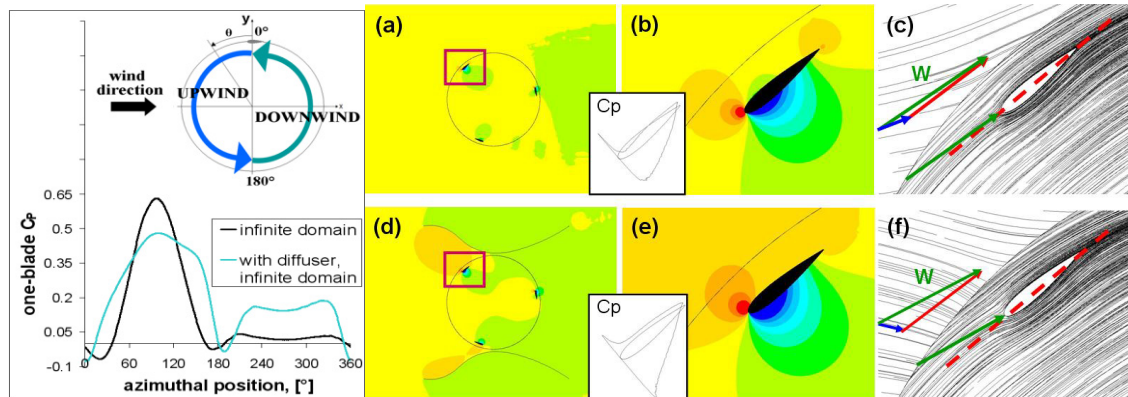 y
θ
0°
wind
direction
UPWIND
x
DOWNWIND
180°
one-blade CP
0.65
0.5
0.35
0.2
0.05
-0.1
infinite domain
with diffuser,
infinite domain
0
60
120
180
240
300
360
azimuthal position, [°]
(a)
(b)
Cp
(c)
W
(d)
(e)
Cp
(f)
W